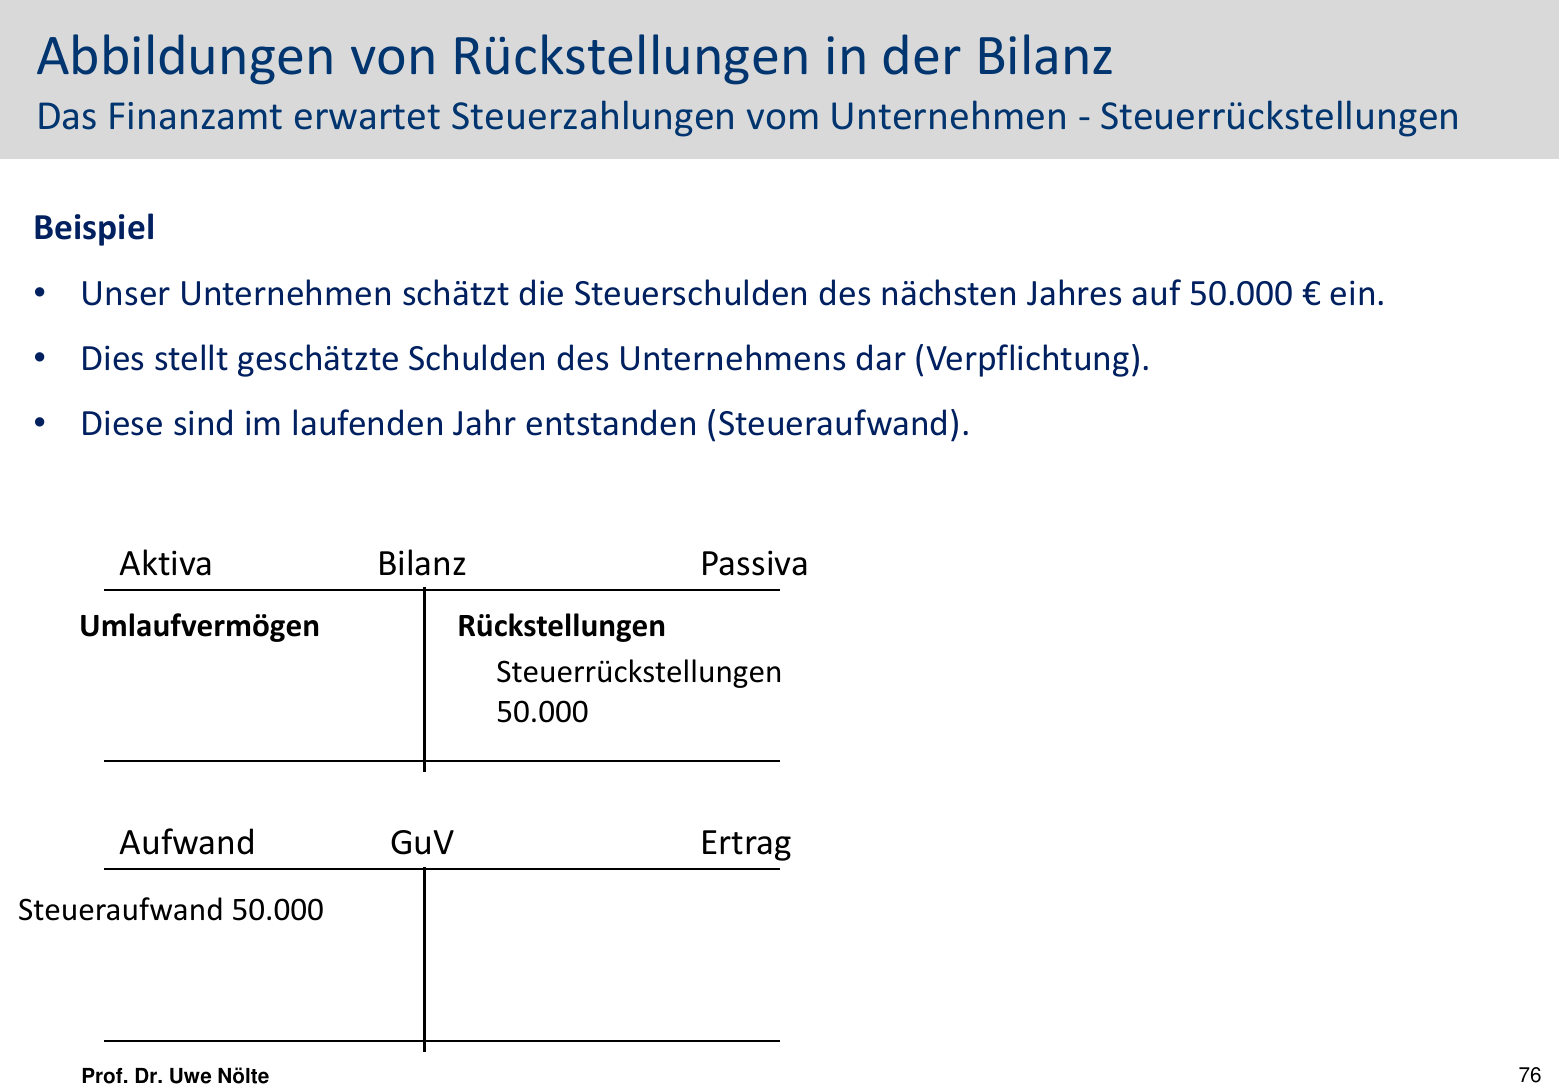 Abbildungen von Rückstellungen in der Bilanz
Das Finanzamt erwartet Steuerzahlungen vom Unternehmen - Steuerrückstellungen
Beispiel
• Unser Unternehmen schätzt die Steuerschulden des nächsten Jahres auf 50.000 € ein.
• Dies stellt geschätzte Schulden des Unternehmens dar (Verpflichtung).
• Diese sind im laufenden Jahr entstanden (Steueraufwand).
Aktiva Bilanz Passiva
Umlaufvermögen Rückstellungen
Steuerrückstellungen
50.000
Aufwand GuV Ertrag
Steueraufwand 50.000
Prof. Dr. Uwe Nölte 76